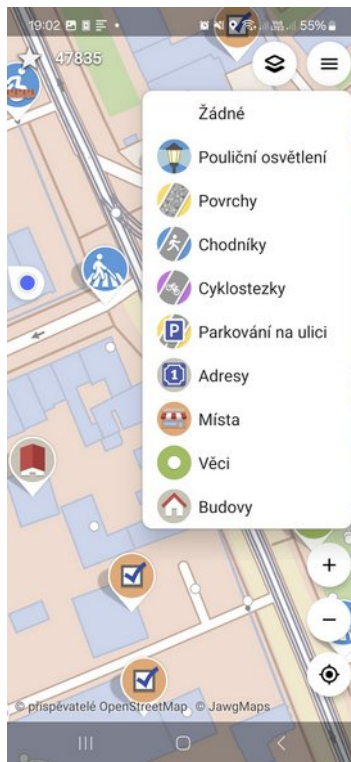 19:02
55%
47835
Žádné
Pouliční osvětlení
Povrchy
Chodníky
Cyklostezky
P
Parkování na ulici
1
Adresy
Místa
Věci
Budovy
+
−
© přispěvatelé OpenStreetMap © JawgMaps